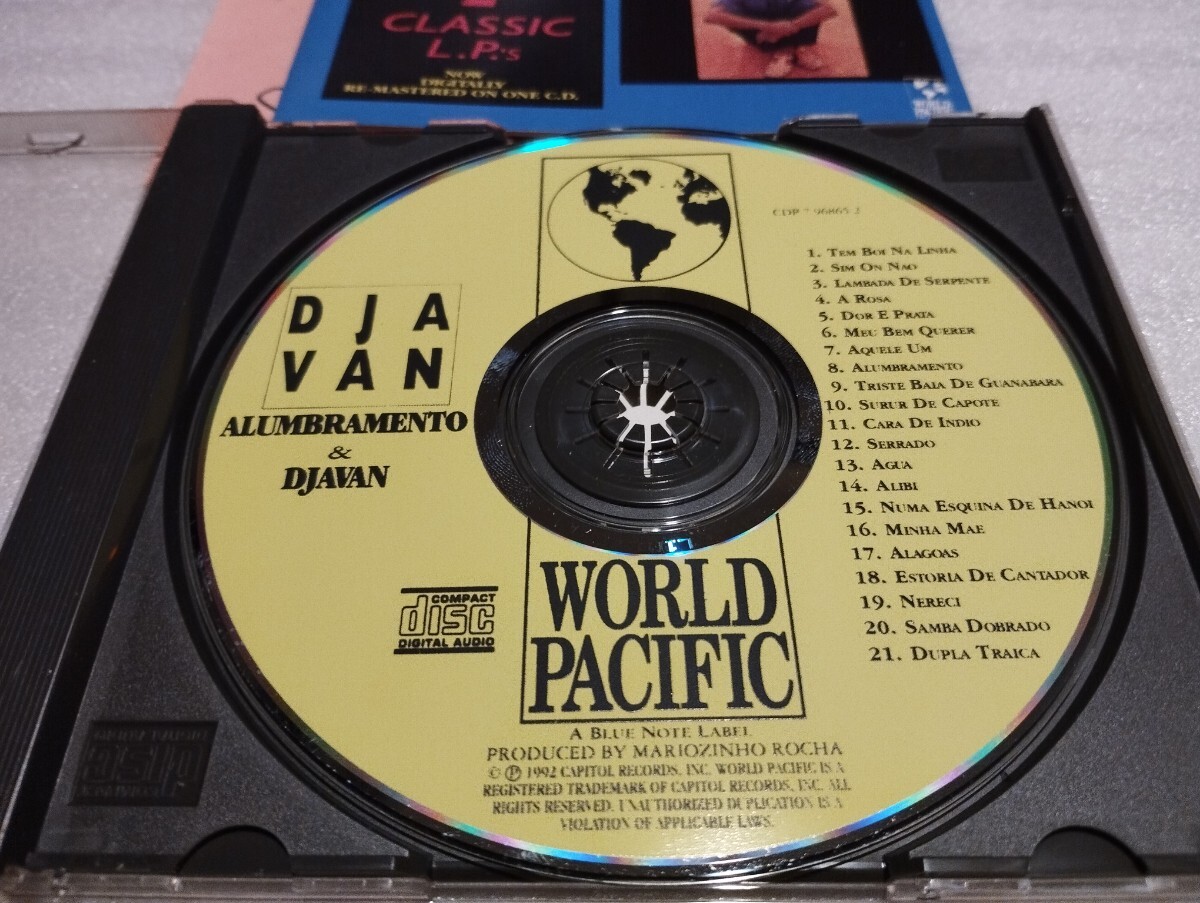 CLASSIC
L.P.'s
NOW
DIGITALLY
RE-MASTERED ON ONE C.D.
WORLD
CDP 7 96865 2
DJA
VAN
ALUMBRAMENTO
&
DJAVAN
1. TEM BOI NA LINHA
2. SIM ON NAO
3. LAMBADA DE SERPENTE
4. A ROSA
5. DOR E PRATA
6. MEU BEM QUERER
7. AQUELE UM
8. ALUMBRAMENTO
9. TRISTE BAIA DE GUANABARA
10. SURUR DE CAPOTE
11. CARA DE INDIO
12. SERRADO
13. AGUA
14. ALIBI
15. NUMA ESQUINA DE HANOI
16. MINHA MAE
17. ALAGOAS
18. ESTORIA DE CANTADOR
19. NERECI
20. SAMBA DOBRADO
21. DUPLA TRAICA
COMPACT
disc
DIGITAL AUDIO
WORLD
PACIFIC
A BLUE NOTE LABEL
PRODUCED BY MARIOZINHO ROCHA
© ℗ 1992 CAPITOL RECORDS, INC. WORLD PACIFIC IS A
REGISTERED TRADEMARK OF CAPITOL RECORDS, INC. ALL
RIGHTS RESERVED. UNAUTHORIZED DUPLICATION IS A
VIOLATION OF APPLICABLE LAWS.